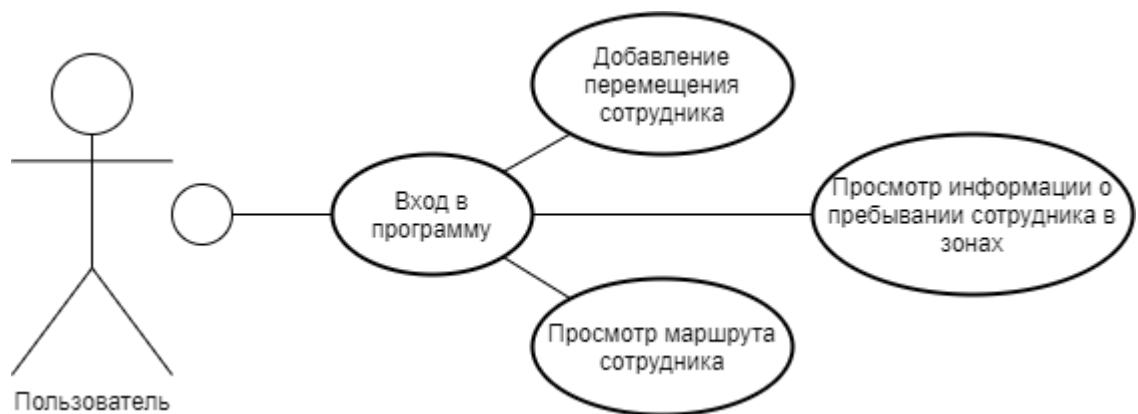 Добавление
перемещения
сотрудника
Вход в
программу
Просмотр информации о
пребывании сотрудника в
зонах
Просмотр маршрута
сотрудника
Пользователь